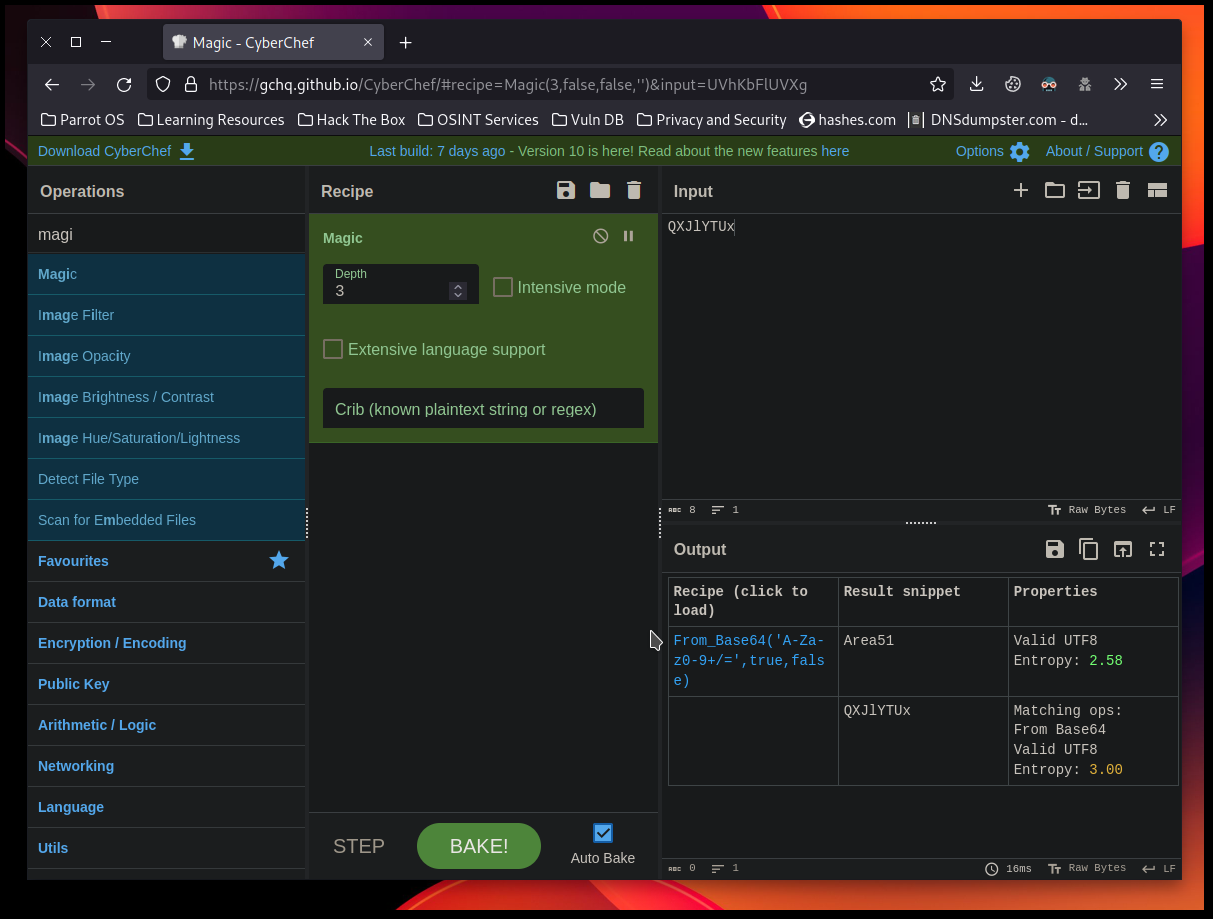 Magic - CyberChef
https://gchq.github.io/CyberChef/#recipe=Magic(3,false,false,'')&input=UVhKbFlUVXg
Parrot OS Learning Resources Hack The Box OSINT Services Vuln DB Privacy and Security hashes.com DNSdumpster.com - d...
Download CyberChef Last build: 7 days ago - Version 10 is here! Read about the new features here Options About / Support ?
Operations
magi
Magic
Image Filter
Image Opacity
Image Brightness / Contrast
Image Hue/Saturation/Lightness
Detect File Type
Scan for Embedded Files
Favourites
Data format
Encryption / Encoding
Public Key
Arithmetic / Logic
Networking
Language
Utils
Recipe
Magic
Depth
3
Intensive mode
Extensive language support
Crib (known plaintext string or regex)
STEP
BAKE!
Auto Bake
Input
QXJlYTUx
ABC 8 1 Tт Raw Bytes LF
Output
Recipe (click to
load)
Result snippet
Properties
From_Base64('A-Za-
z0-9+/=',true,fals
e)
Area51
Valid UTF8
Entropy: 2.58
QXJlYTUx
Matching ops:
From Base64
Valid UTF8
Entropy: 3.00
ABC 0 1 16ms Tт Raw Bytes LF